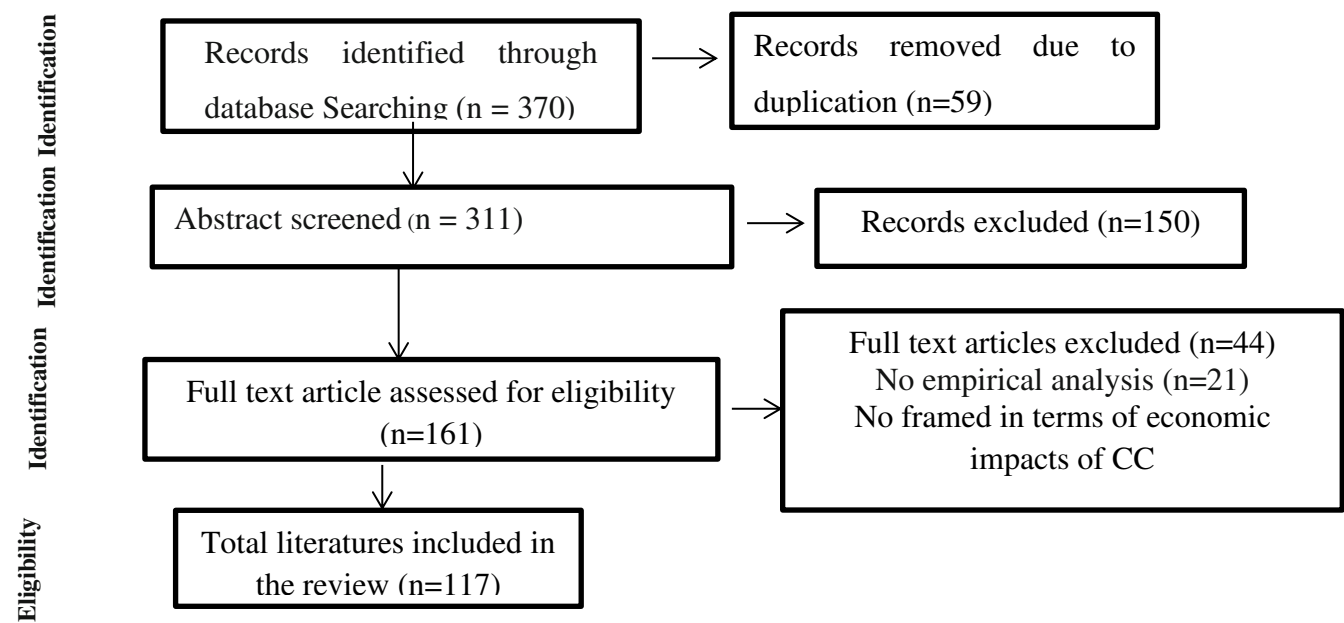 Identification
Records identified through
database Searching (n = 370)
Records removed due to
duplication (n=59)
Identification
Abstract screened (n = 311)
Records excluded (n=150)
Identification
Full text article assessed for eligibility
(n=161)
Full text articles excluded (n=44)
No empirical analysis (n=21)
No framed in terms of economic
impacts of CC
Eligibility
Total literatures included in
the review (n=117)